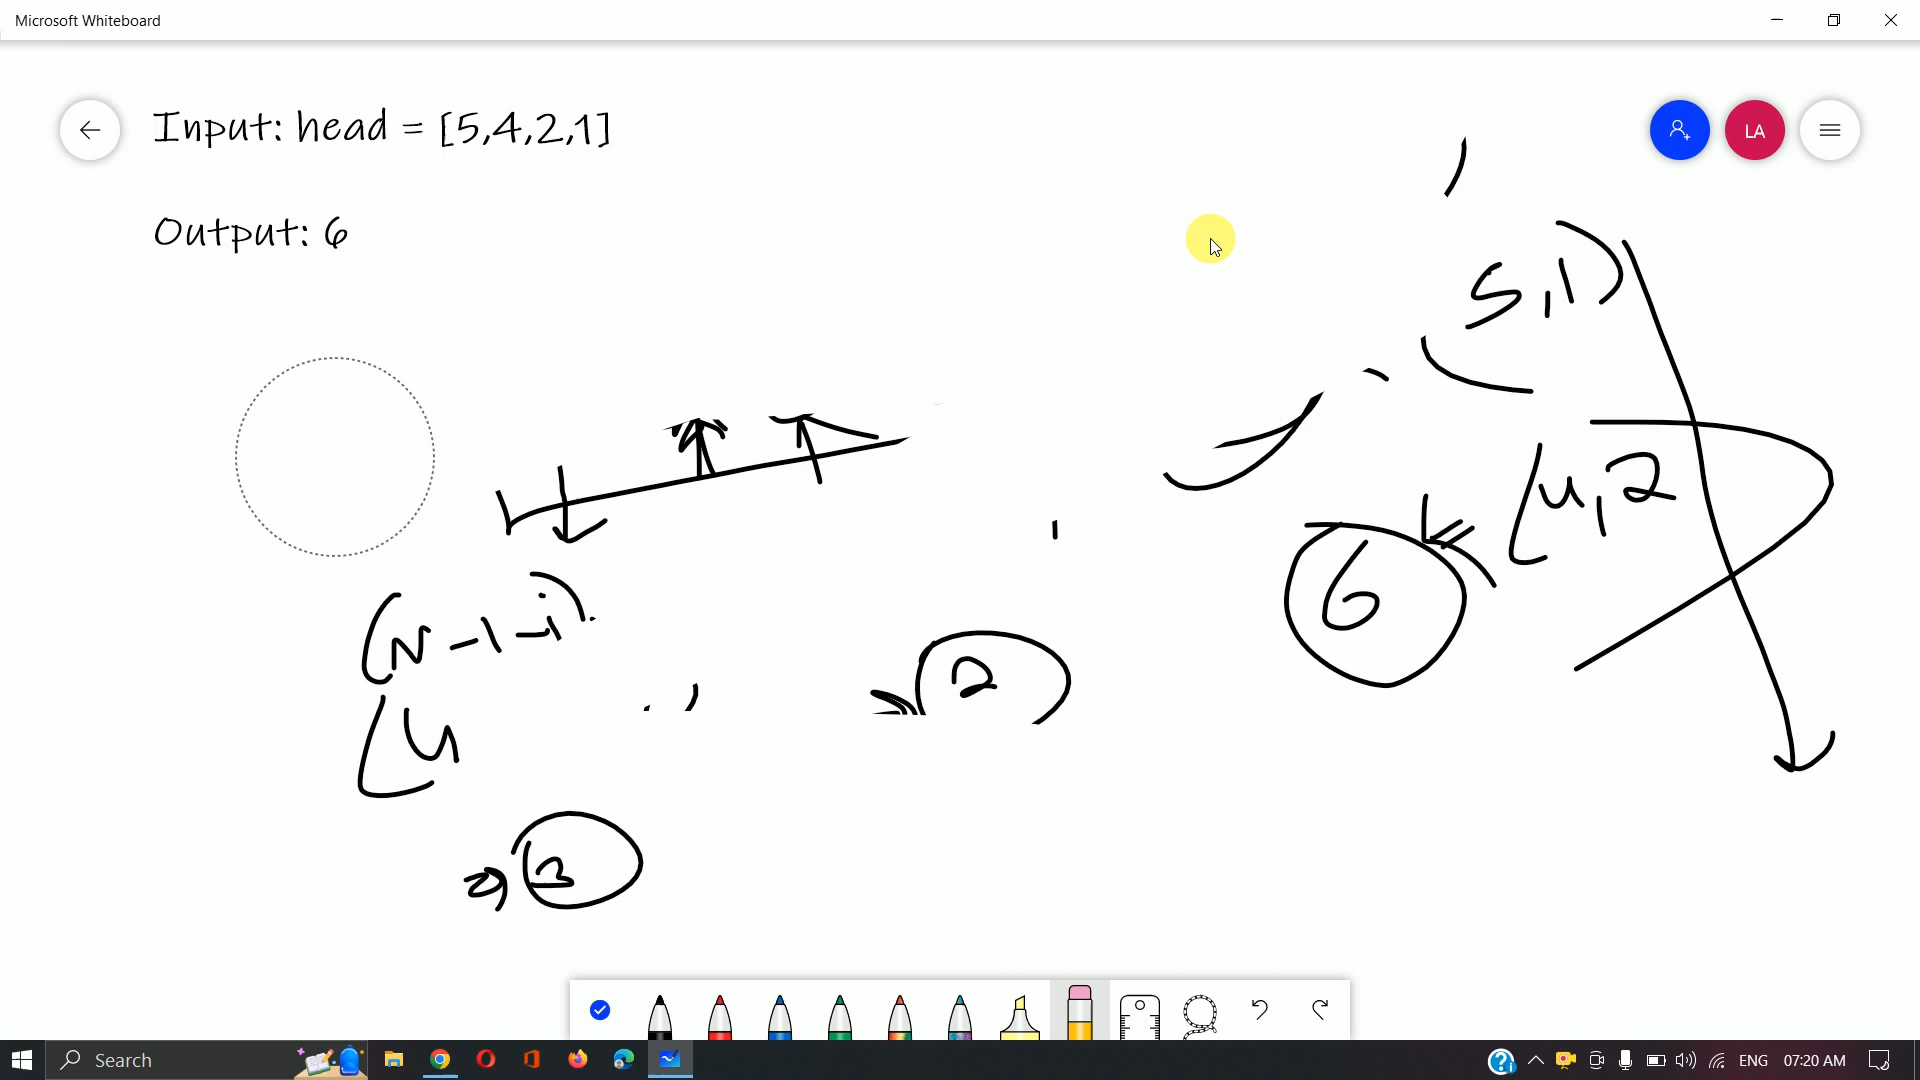 Microsoft Whiteboard
Input: head = [5,4,2,1]
LA
Output: 6
5,1)
(4,2
6
(N-1-i)
2
(4
3
Search
ENG
07:20 AM